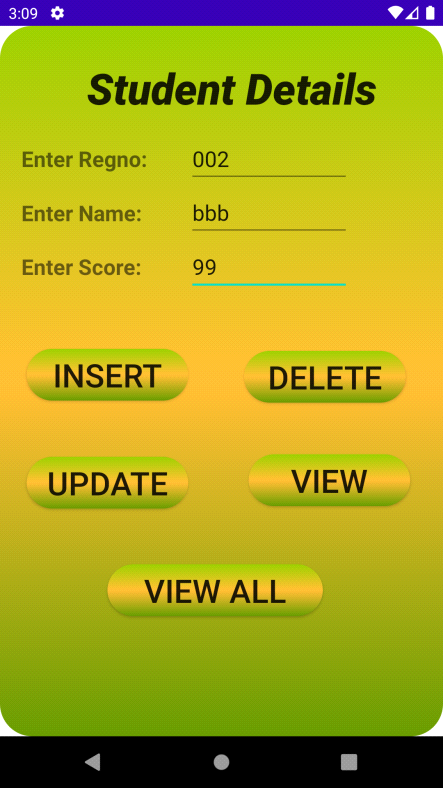 3:09
Student Details
Enter Regno: 002
Enter Name: bbb
Enter Score: 99
INSERT DELETE
UPDATE VIEW
VIEW ALL